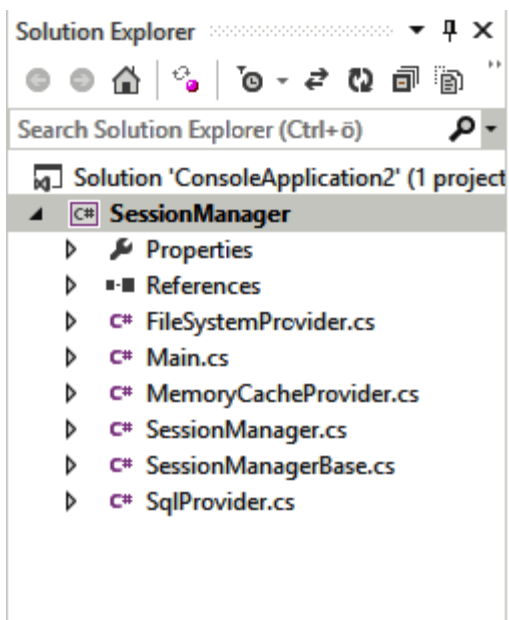 Solution Explorer
Search Solution Explorer (Ctrl+ö)
Solution 'ConsoleApplication2' (1 project
C# SessionManager
Properties
References
C# FileSystemProvider.cs
C# Main.cs
C# MemoryCacheProvider.cs
C# SessionManager.cs
C# SessionManagerBase.cs
C# SqlProvider.cs